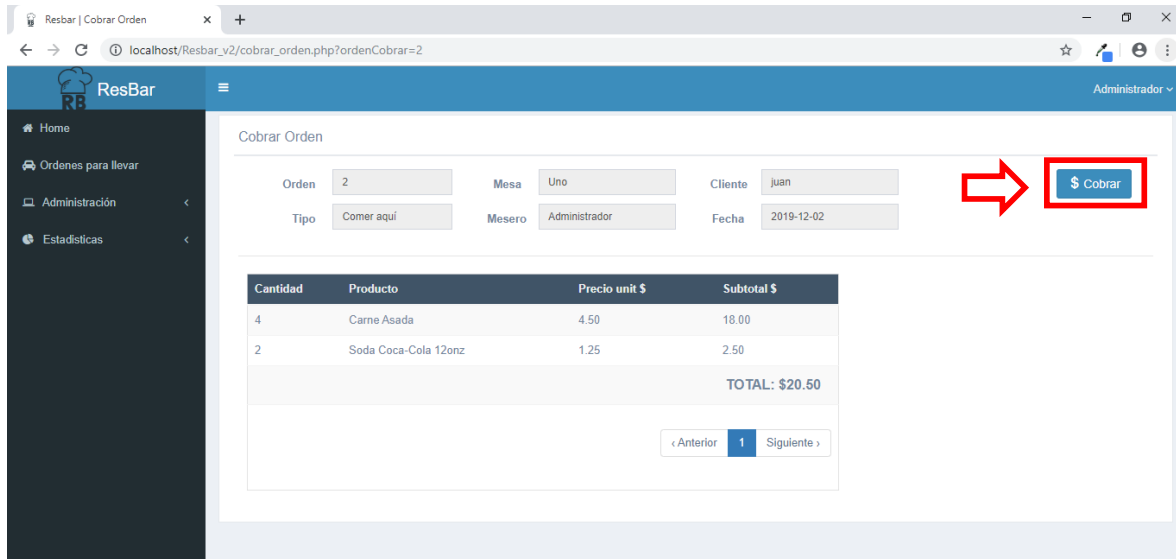 Resbar | Cobrar Orden
localhost/Resbar_v2/cobrar_orden.php?ordenCobrar=2
RB
ResBar
Administrador
Home
Ordenes para llevar
Administración
Estadisticas
Cobrar Orden
Orden 2 Mesa Uno Cliente juan
$ Cobrar
Tipo Comer aquí Mesero Administrador Fecha 2019-12-02
Cantidad Producto Precio unit $ Subtotal $
4 Carne Asada 4.50 18.00
2 Soda Coca-Cola 12onz 1.25 2.50
TOTAL: $20.50
‹ Anterior 1 Siguiente ›